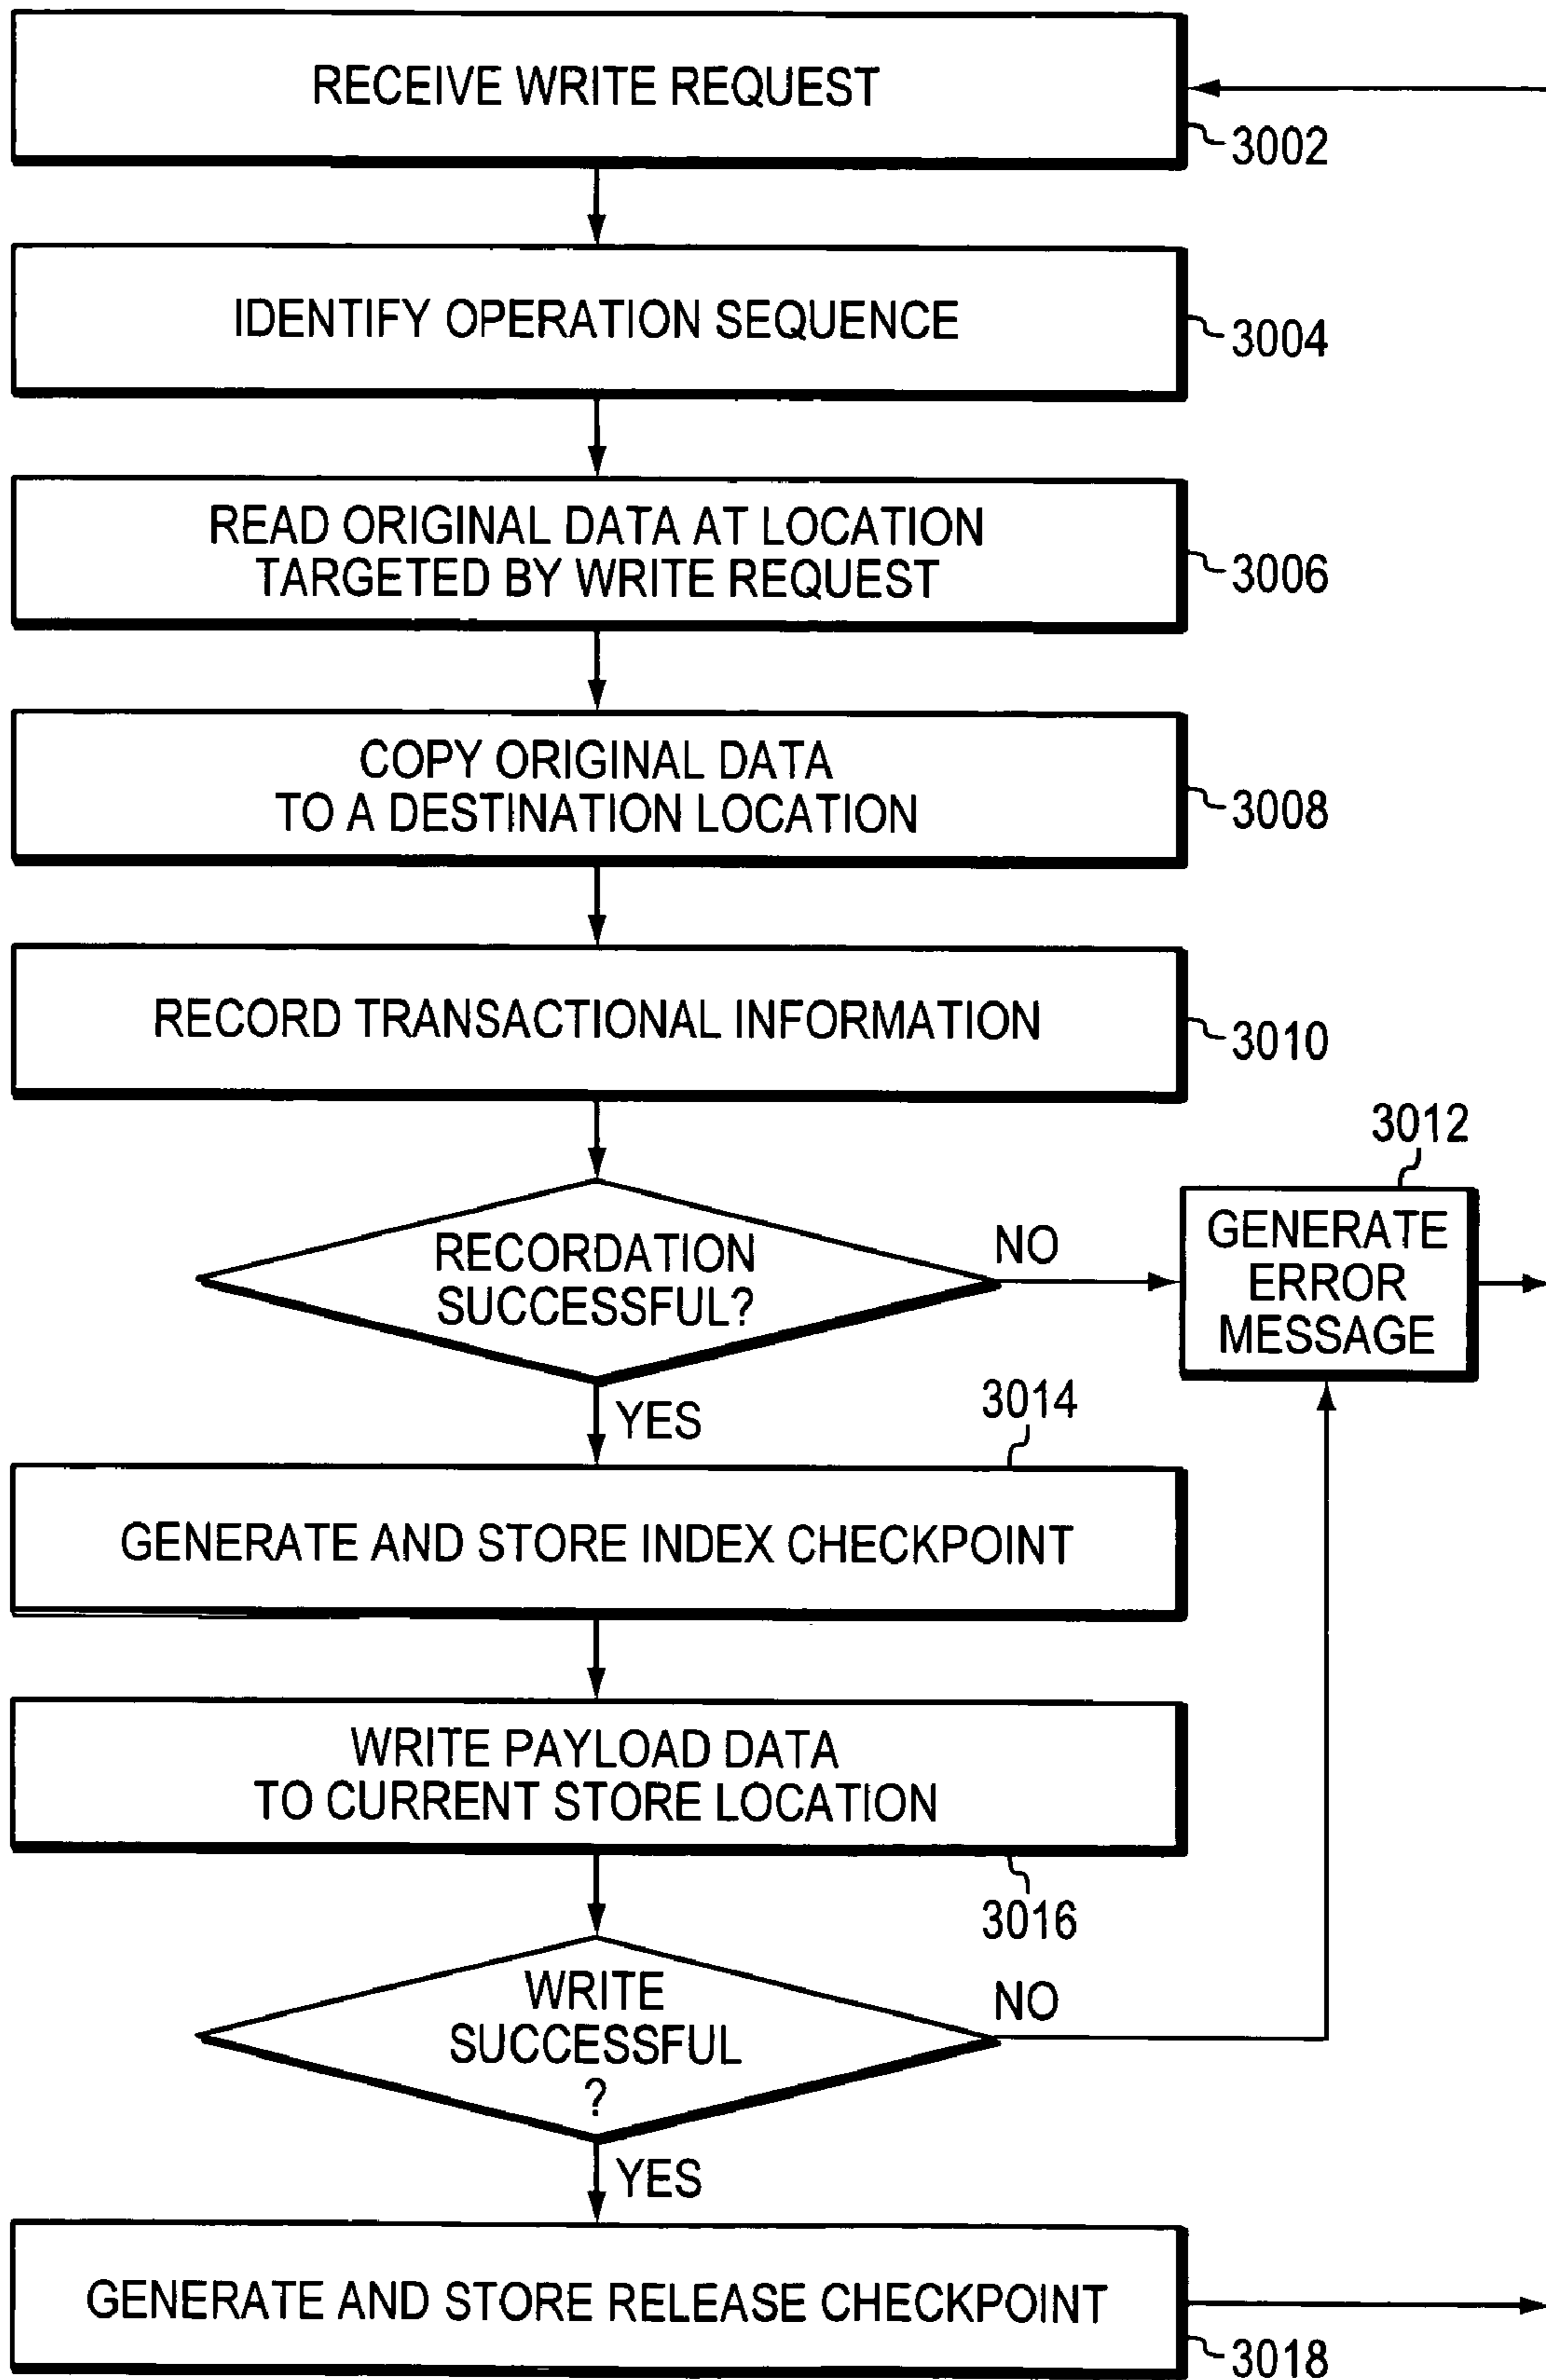 RECEIVE WRITE REQUEST
3002
IDENTIFY OPERATION SEQUENCE
3004
READ ORIGINAL DATA AT LOCATION
TARGETED BY WRITE REQUEST
3006
COPY ORIGINAL DATA
TO A DESTINATION LOCATION
3008
RECORD TRANSACTIONAL INFORMATION
3010
RECORDATION
SUCCESSFUL?
NO
3012
GENERATE
ERROR
MESSAGE
YES
3014
GENERATE AND STORE INDEX CHECKPOINT
WRITE PAYLOAD DATA
TO CURRENT STORE LOCATION
3016
WRITE
SUCCESSFUL
?
NO
YES
GENERATE AND STORE RELEASE CHECKPOINT
3018